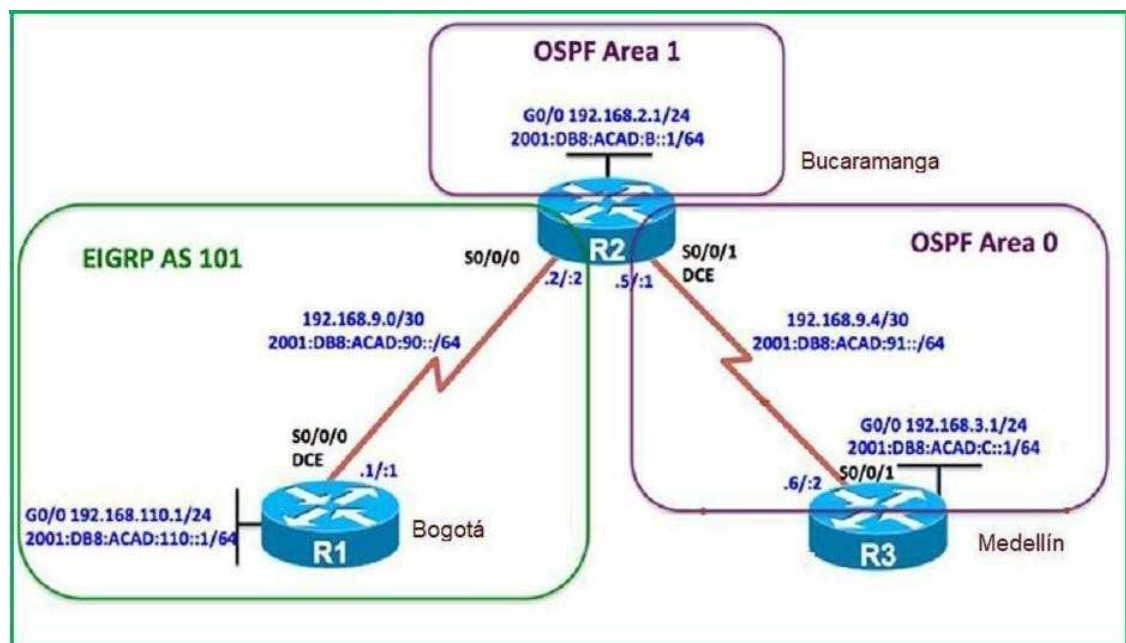 OSPF Area 1
G0/0 192.168.2.1/24
2001:DB8:ACAD:B::1/64
Bucaramanga
R2
EIGRP AS 101
OSPF Area 0
S0/0/0
S0/0/1
DCE
.2/:2
.5/:1
192.168.9.0/30
2001:DB8:ACAD:90::/64
192.168.9.4/30
2001:DB8:ACAD:91::/64
S0/0/0
DCE
.1/:1
G0/0 192.168.3.1/24
2001:DB8:ACAD:C::1/64
.6/:2
S0/0/1
G0/0 192.168.110.1/24
2001:DB8:ACAD:110::1/64
R1
Bogotá
R3
Medellín